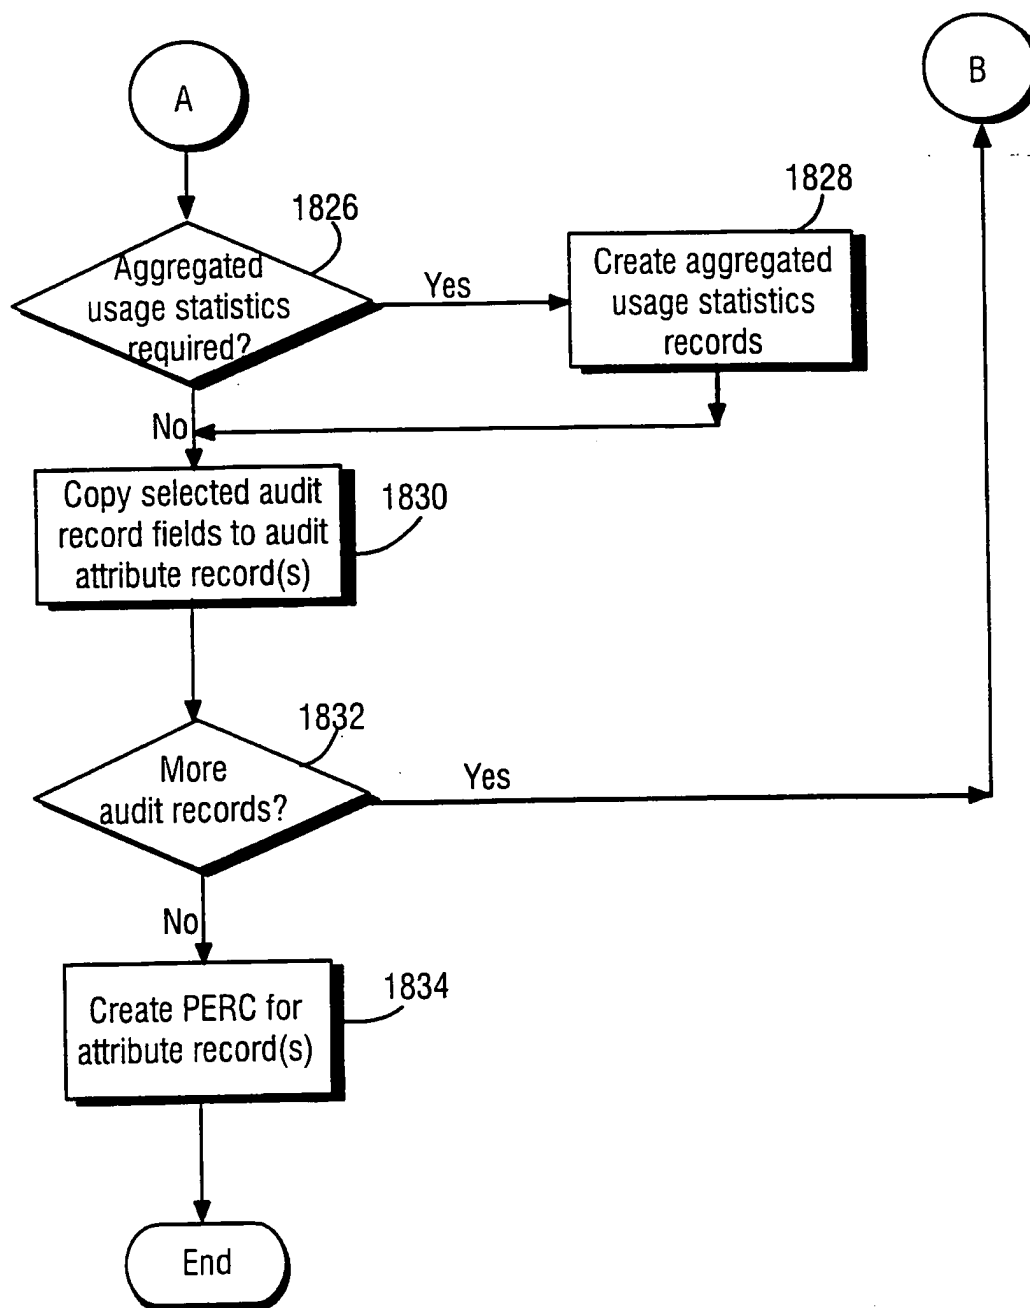 A
B
1826
Aggregated
usage statistics
required?
Yes
1828
Create aggregated
usage statistics
records
No
Copy selected audit
record fields to audit
attribute record(s)
1830
1832
More
audit records?
Yes
No
Create PERC for
attribute record(s)
1834
End